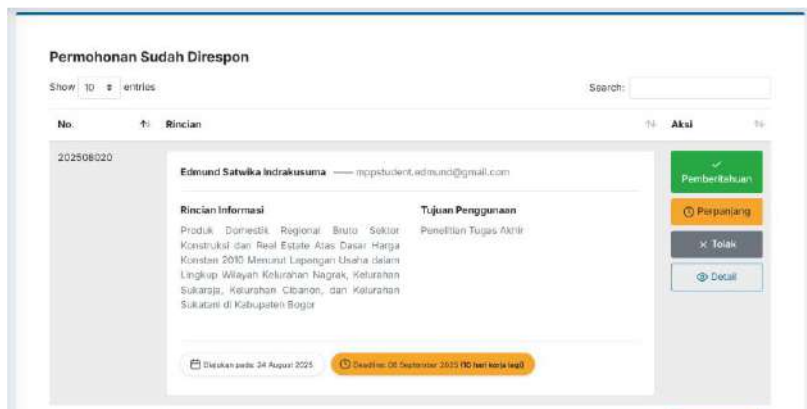 Permohonan Sudah Direspon
Show 10 entries
Search:
No. Rincian Aksi
202508020
Edmund Satwika Indrakusuma —— mppstudent.edmund@gmail.com
Pemberitahuan
Rincian Informasi
Tujuan Penggunaan
Perpanjang
Produk Domestik Regional Bruto Sektor
Penelitian Tugas Akhir
Konstruksi dan Real Estate Atas Dasar Harga
Tolak
Konstan 2010 Menurut Lapangan Usaha dalam
Lingkup Wilayah Kelurahan Nagrak, Kelurahan
Detail
Sukaraja, Kelurahan Cibanon, dan Kelurahan
Sukatani di Kabupaten Bogor
Diajukan pada: 24 August 2025
Deadline: 08 September 2025 (10 hari kerja lagi)